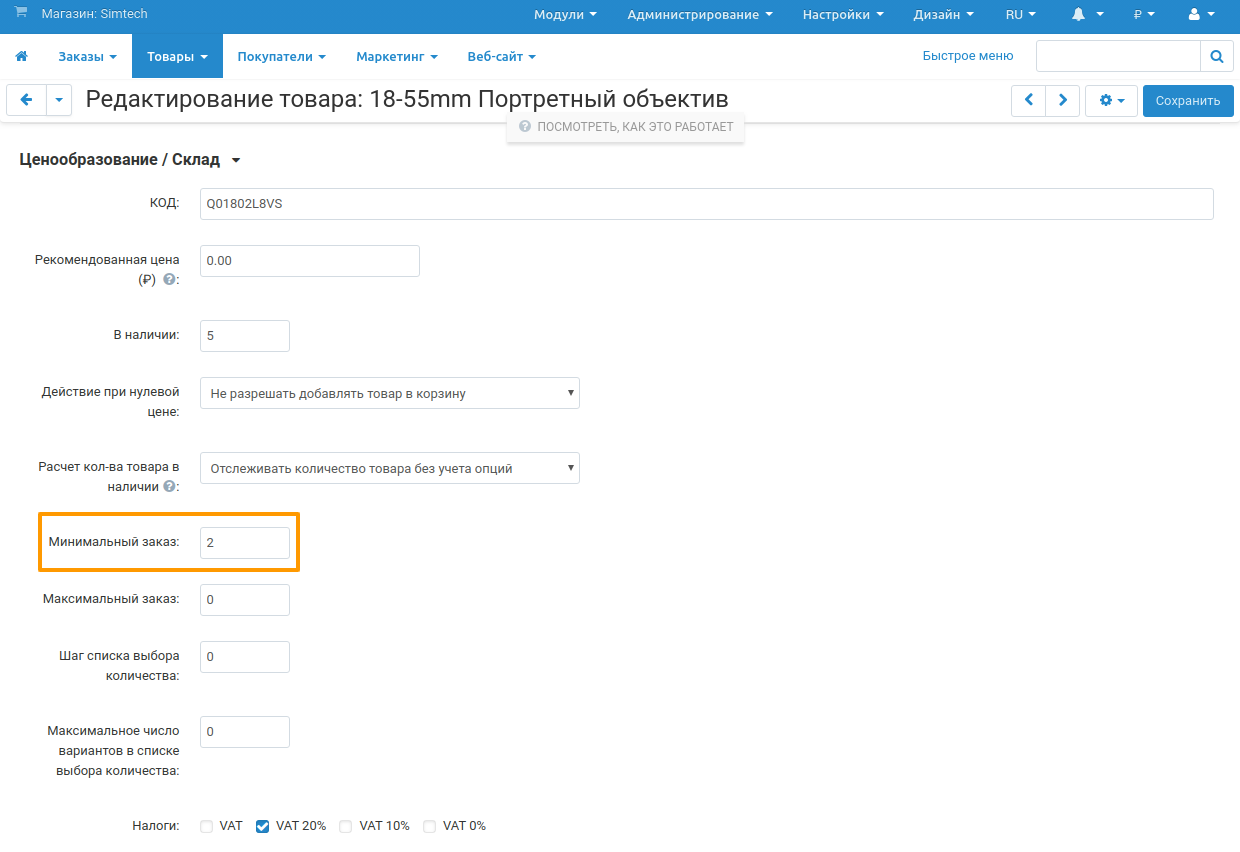 Магазин: Simtech
Модули Администрирование Настройки Дизайн RU ₽
Заказы Товары Покупатели Маркетинг Веб-сайт Быстрое меню
Редактирование товара: 18-55mm Портретный объектив
Сохранить
ПОСМОТРЕТЬ, КАК ЭТО РАБОТАЕТ
Ценообразование / Склад
КОД: Q01802L8VS
Рекомендованная цена
(₽) ?:
0.00
В наличии: 5
Действие при нулевой
цене:
Не разрешать добавлять товар в корзину
Расчет кол-ва товара в
наличии ?:
Отслеживать количество товара без учета опций
Минимальный заказ: 2
Максимальный заказ: 0
Шаг списка выбора
количества:
0
Максимальное число
вариантов в списке
выбора количества:
0
Налоги: VAT VAT 20% VAT 10% VAT 0%